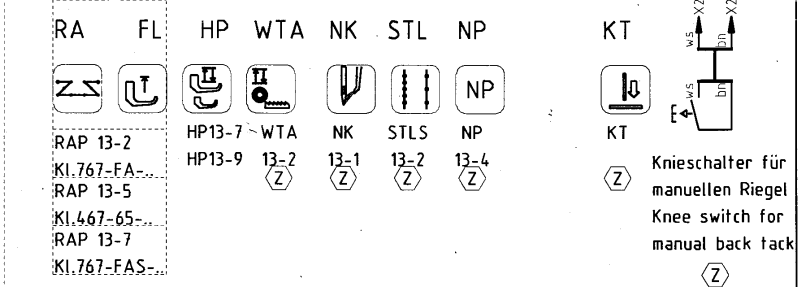 RA FL HP WTA NK STL NP KT
X2 X2
ws bn
NP
ws bn
HP13-7 WTA NK STLS NP KT
RAP 13-2
HP13-9 13-2 13-1 13-2 13-4
KI.767-FA-..
Z Z Z Z Z
RAP 13-5
KI.467-65-..
RAP 13-7
KI.767-FAS-..
Knieschalter für
manuellen Riegel
Knee switch for
manual back tack
Z